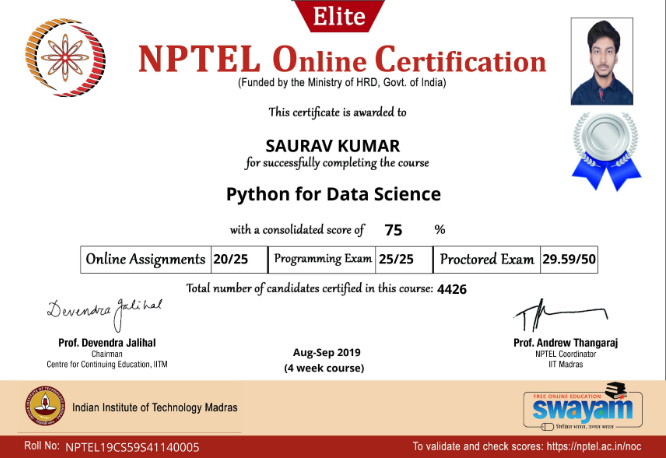 Elite
NPTEL Online Certification
(Funded by the Ministry of HRD, Govt. of India)
This certificate is awarded to
SAURAV KUMAR
for successfully completing the course
Python for Data Science
with a consolidated score of 75 %
Online Assignments 20/25 Programming Exam 25/25 Proctored Exam 29.59/50
Total number of candidates certified in this course: 4426
Devendra Jalihal
Prof. Devendra Jalihal
Chairman
Centre for Continuing Education, IITM
Aug-Sep 2019
(4 week course)
Prof. Andrew Thangaraj
NPTEL Coordinator
IIT Madras
Indian Institute of Technology Madras
FREE ONLINE EDUCATION
swayam
शिक्षित भारत, उन्नत भारत
Roll No: NPTEL19CS59S41140005
To validate and check scores: https://nptel.ac.in/noc